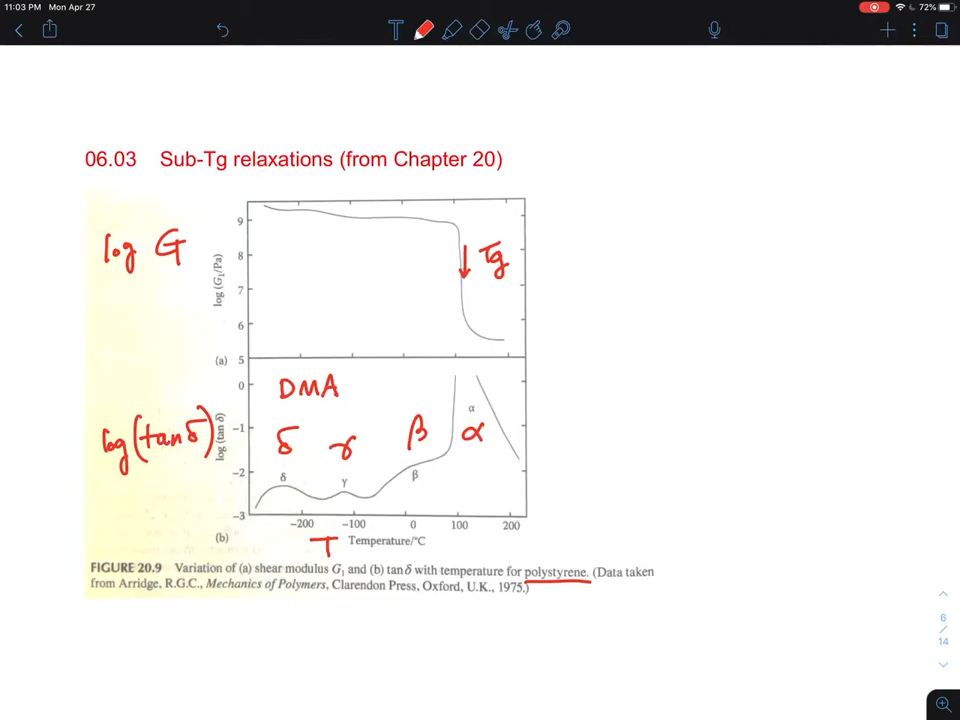 11:03 PM Mon Apr 27
72%
T
06.03 Sub-Tg relaxations (from Chapter 20)
log G
log (G₁/Pa)
9
8
7
6
(a) 5
↓ Tg
log(tan δ)
log (tan δ)
0
−1
−2
−3
DMA
δ γ β α
δ γ β α
−200 −100 0 100 200
(b)
T
Temperature/°C
FIGURE 20.9 Variation of (a) shear modulus G₁ and (b) tan δ with temperature for polystyrene. (Data taken
from Arridge, R.G.C., Mechanics of Polymers, Clarendon Press, Oxford, U.K., 1975.)
6
/
14